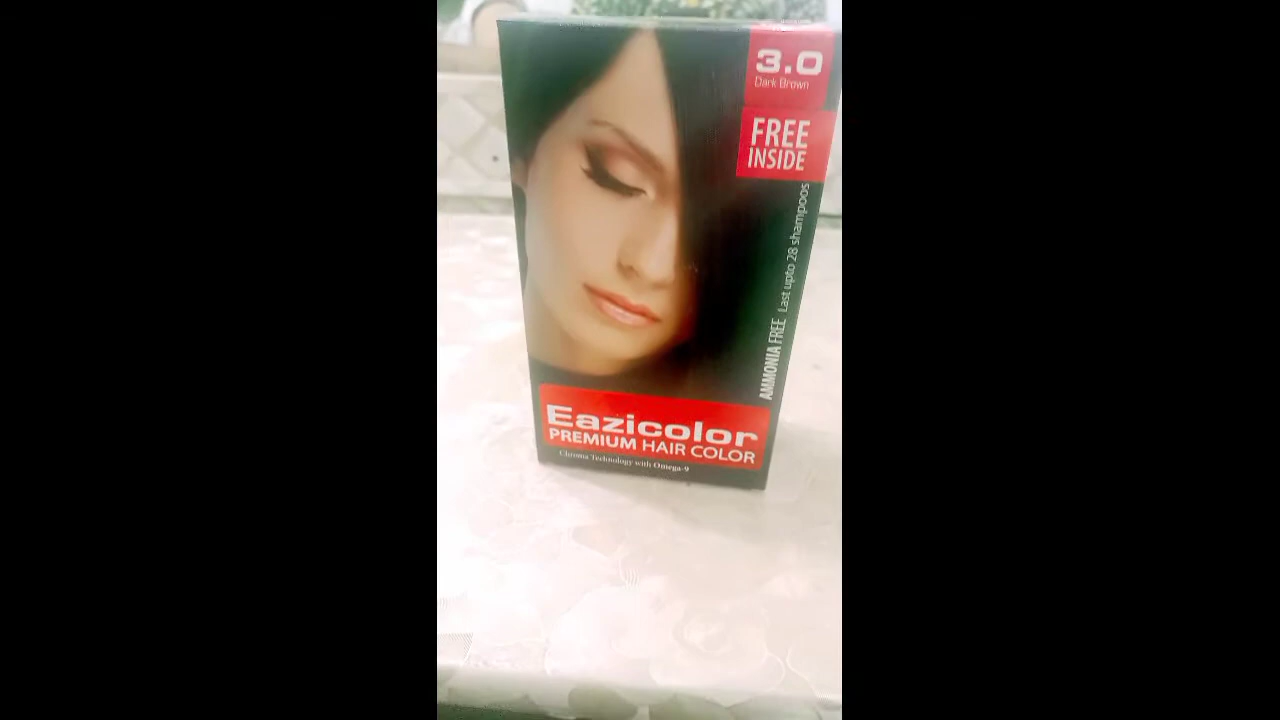 3.0
Dark Brown
FREE
INSIDE
AMMONIA FREE Last upto 28 shampoos
Eazicolor
PREMIUM HAIR COLOR
Chroma Technology with Omega-9